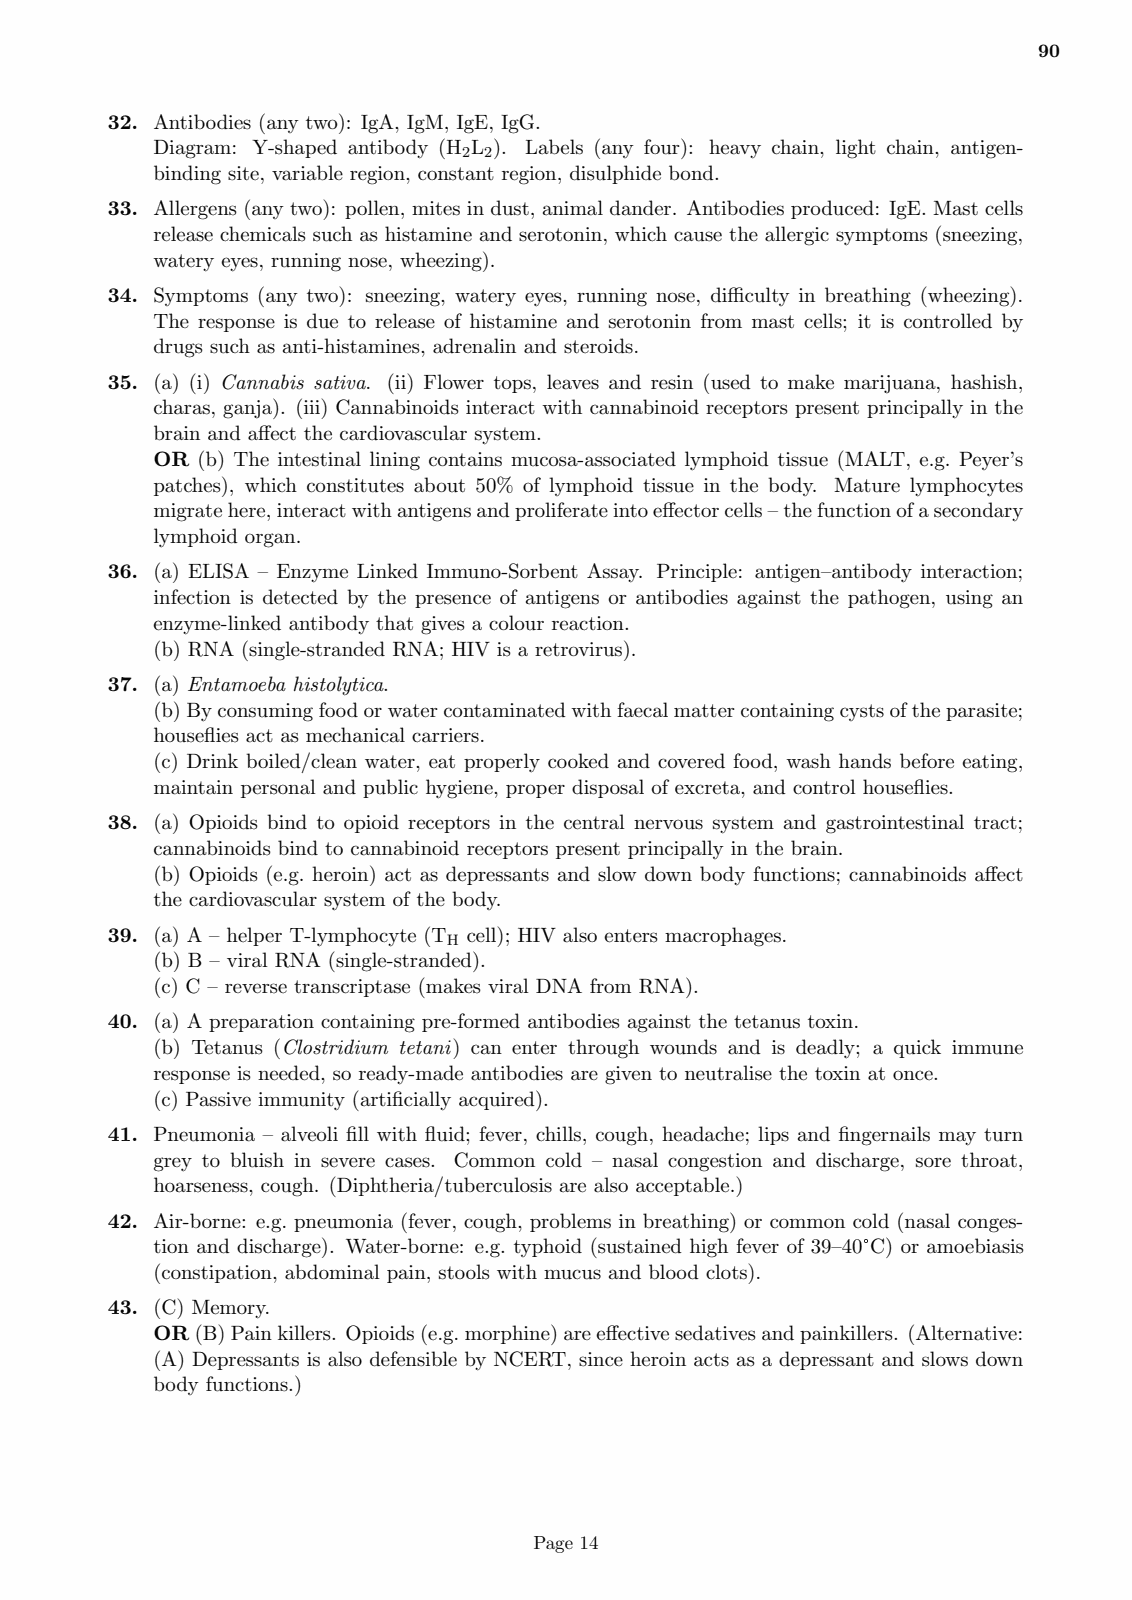 90
32. Antibodies (any two): IgA, IgM, IgE, IgG.
Diagram: Y-shaped antibody (H₂L₂). Labels (any four): heavy chain, light chain, antigen-
binding site, variable region, constant region, disulphide bond.
33. Allergens (any two): pollen, mites in dust, animal dander. Antibodies produced: IgE. Mast cells
release chemicals such as histamine and serotonin, which cause the allergic symptoms (sneezing,
watery eyes, running nose, wheezing).
34. Symptoms (any two): sneezing, watery eyes, running nose, difficulty in breathing (wheezing).
The response is due to release of histamine and serotonin from mast cells; it is controlled by
drugs such as anti-histamines, adrenalin and steroids.
35. (a) (i) Cannabis sativa. (ii) Flower tops, leaves and resin (used to make marijuana, hashish,
charas, ganja). (iii) Cannabinoids interact with cannabinoid receptors present principally in the
brain and affect the cardiovascular system.
OR (b) The intestinal lining contains mucosa-associated lymphoid tissue (MALT, e.g. Peyer's
patches), which constitutes about 50% of lymphoid tissue in the body. Mature lymphocytes
migrate here, interact with antigens and proliferate into effector cells – the function of a secondary
lymphoid organ.
36. (a) ELISA – Enzyme Linked Immuno-Sorbent Assay. Principle: antigen–antibody interaction;
infection is detected by the presence of antigens or antibodies against the pathogen, using an
enzyme-linked antibody that gives a colour reaction.
(b) RNA (single-stranded RNA; HIV is a retrovirus).
37. (a) Entamoeba histolytica.
(b) By consuming food or water contaminated with faecal matter containing cysts of the parasite;
houseflies act as mechanical carriers.
(c) Drink boiled/clean water, eat properly cooked and covered food, wash hands before eating,
maintain personal and public hygiene, proper disposal of excreta, and control houseflies.
38. (a) Opioids bind to opioid receptors in the central nervous system and gastrointestinal tract;
cannabinoids bind to cannabinoid receptors present principally in the brain.
(b) Opioids (e.g. heroin) act as depressants and slow down body functions; cannabinoids affect
the cardiovascular system of the body.
39. (a) A – helper T-lymphocyte (T_H cell); HIV also enters macrophages.
(b) B – viral RNA (single-stranded).
(c) C – reverse transcriptase (makes viral DNA from RNA).
40. (a) A preparation containing pre-formed antibodies against the tetanus toxin.
(b) Tetanus (Clostridium tetani) can enter through wounds and is deadly; a quick immune
response is needed, so ready-made antibodies are given to neutralise the toxin at once.
(c) Passive immunity (artificially acquired).
41. Pneumonia – alveoli fill with fluid; fever, chills, cough, headache; lips and fingernails may turn
grey to bluish in severe cases. Common cold – nasal congestion and discharge, sore throat,
hoarseness, cough. (Diphtheria/tuberculosis are also acceptable.)
42. Air-borne: e.g. pneumonia (fever, cough, problems in breathing) or common cold (nasal conges-
tion and discharge). Water-borne: e.g. typhoid (sustained high fever of 39–40°C) or amoebiasis
(constipation, abdominal pain, stools with mucus and blood clots).
43. (C) Memory.
OR (B) Pain killers. Opioids (e.g. morphine) are effective sedatives and painkillers. (Alternative:
(A) Depressants is also defensible by NCERT, since heroin acts as a depressant and slows down
body functions.)
Page 14